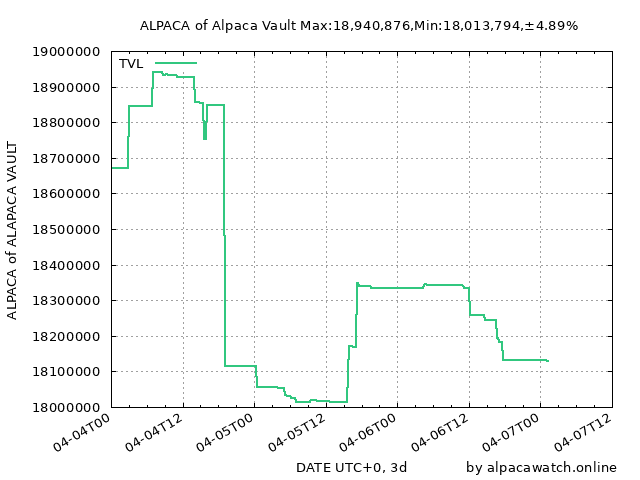 ALPACA of Alpaca Vault Max:18,940,876,Min:18,013,794,±4.89%
19000000
TVL
18900000
18800000
18700000
18600000
18500000
18400000
18300000
18200000
18100000
18000000
ALPACA of ALAPACA VAULT
04-04T00
04-04T12
04-05T00
04-05T12
04-06T00
04-06T12
04-07T00
04-07T12
DATE UTC+0, 3d
by alpacawatch.online